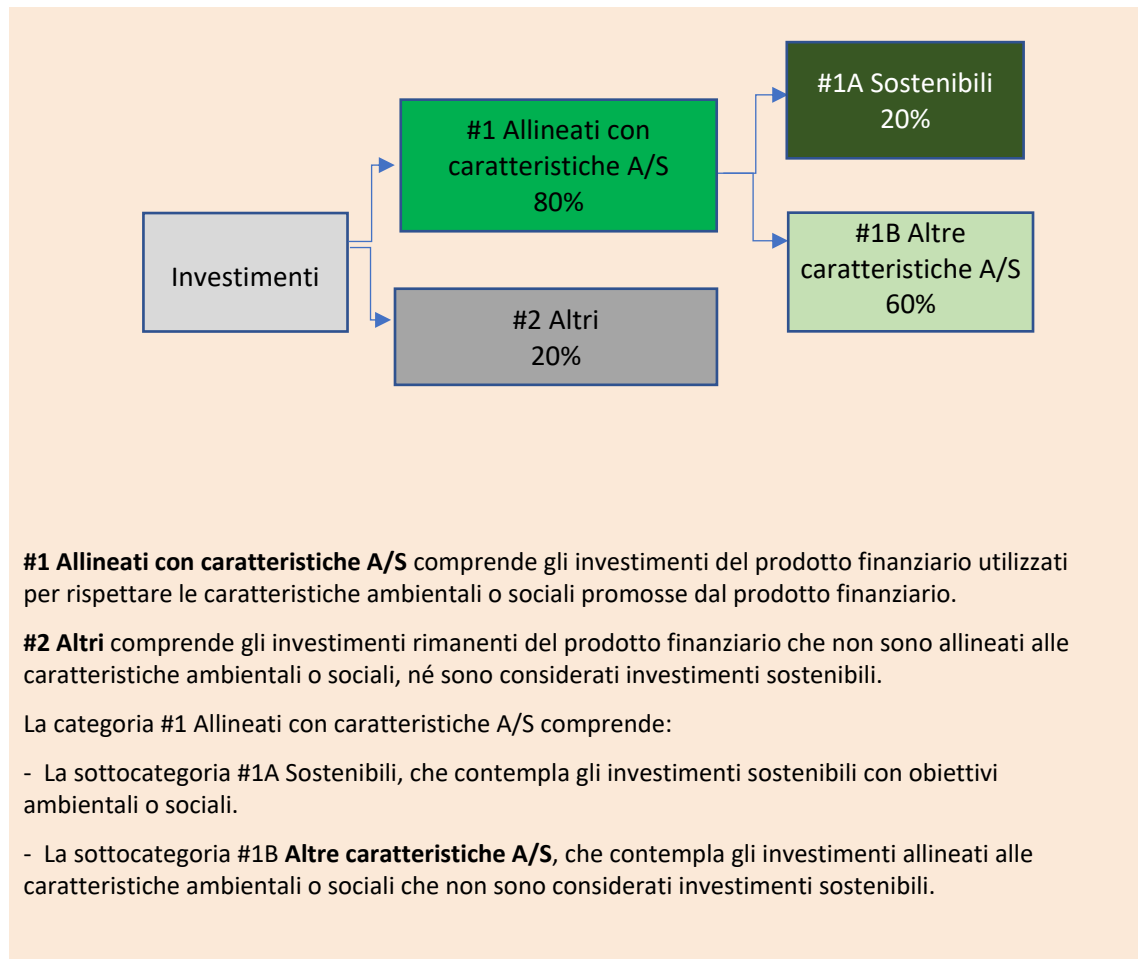 #1A Sostenibili
20%
#1 Allineati con
caratteristiche A/S
80%
#1B Altre
caratteristiche A/S
60%
Investimenti
#2 Altri
20%
#1 Allineati con caratteristiche A/S comprende gli investimenti del prodotto finanziario utilizzati
per rispettare le caratteristiche ambientali o sociali promosse dal prodotto finanziario.
#2 Altri comprende gli investimenti rimanenti del prodotto finanziario che non sono allineati alle
caratteristiche ambientali o sociali, né sono considerati investimenti sostenibili.
La categoria #1 Allineati con caratteristiche A/S comprende:
- La sottocategoria #1A Sostenibili, che contempla gli investimenti sostenibili con obiettivi
ambientali o sociali.
- La sottocategoria #1B Altre caratteristiche A/S, che contempla gli investimenti allineati alle
caratteristiche ambientali o sociali che non sono considerati investimenti sostenibili.